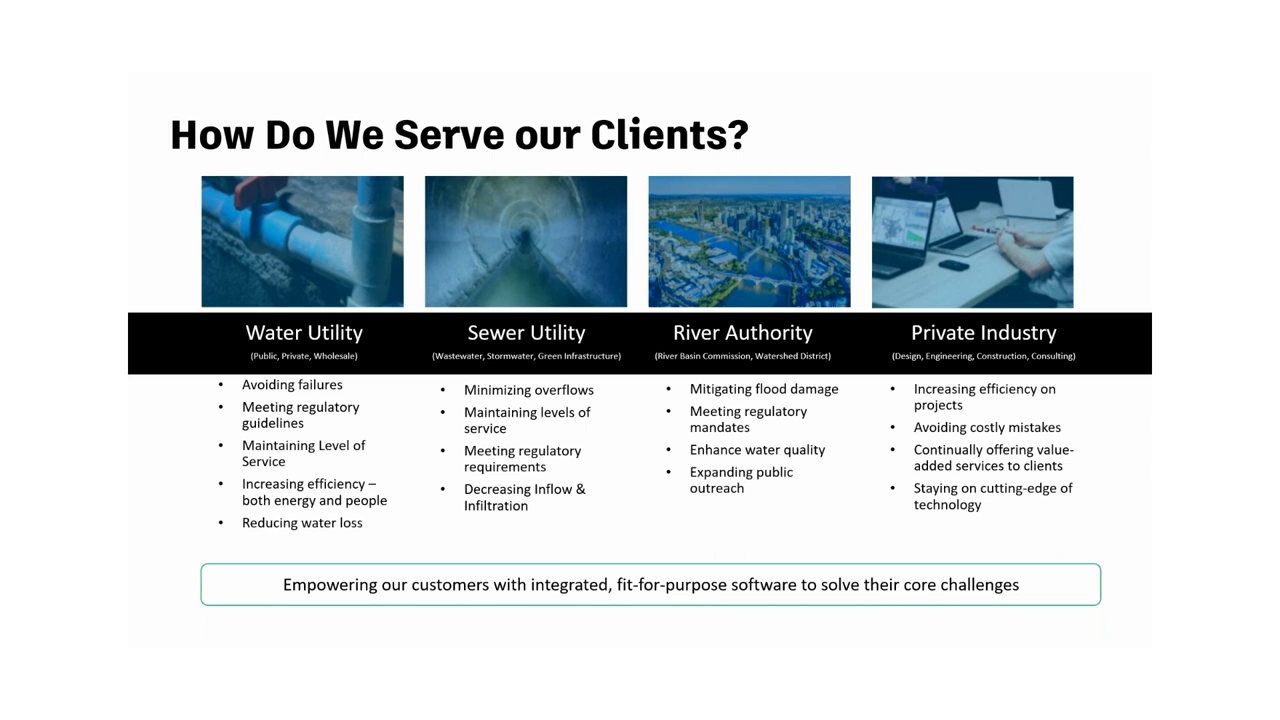 How Do We Serve our Clients?
Water Utility
(Public, Private, Wholesale)
• Avoiding failures
• Meeting regulatory
guidelines
• Maintaining Level of
Service
• Increasing efficiency –
both energy and people
• Reducing water loss
Sewer Utility
(Wastewater, Stormwater, Green Infrastructure)
• Minimizing overflows
• Maintaining levels of
service
• Meeting regulatory
requirements
• Decreasing Inflow &
Infiltration
River Authority
(River Basin Commission, Watershed District)
• Mitigating flood damage
• Meeting regulatory
mandates
• Enhance water quality
• Expanding public
outreach
Private Industry
(Design, Engineering, Construction, Consulting)
• Increasing efficiency on
projects
• Avoiding costly mistakes
• Continually offering value-
added services to clients
• Staying on cutting-edge of
technology
Empowering our customers with integrated, fit-for-purpose software to solve their core challenges